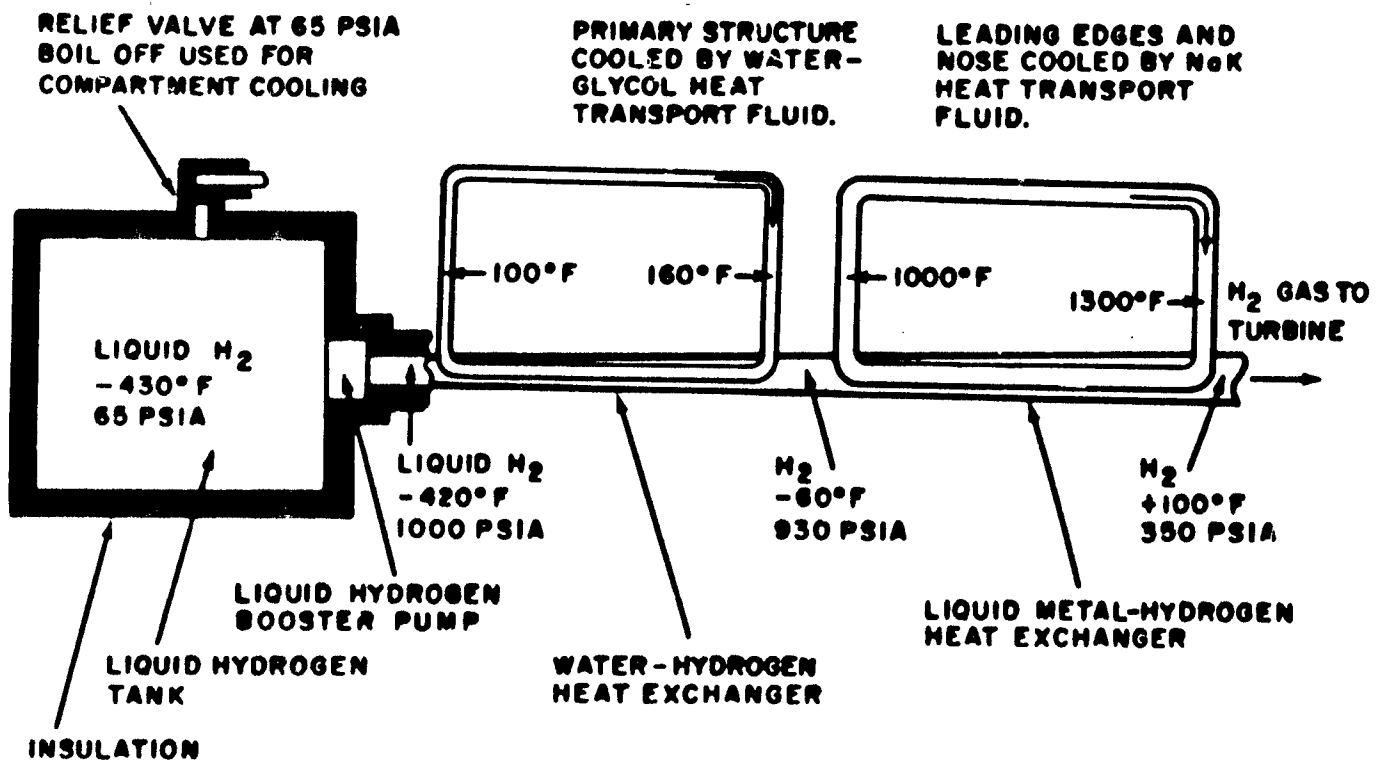 RELIEF VALVE AT 65 PSIA
BOIL OFF USED FOR
COMPARTMENT COOLING
PRIMARY STRUCTURE
COOLED BY WATER-
GLYCOL HEAT
TRANSPORT FLUID.
LEADING EDGES AND
NOSE COOLED BY NaK
HEAT TRANSPORT
FLUID.
100°F
160°F
1000°F
1300°F
H2 GAS TO
TURBINE
LIQUID H2
-430°F
65 PSIA
LIQUID H2
-420°F
1000 PSIA
H2
-60°F
930 PSIA
H2
+100°F
350 PSIA
LIQUID HYDROGEN
BOOSTER PUMP
LIQUID HYDROGEN
TANK
INSULATION
WATER-HYDROGEN
HEAT EXCHANGER
LIQUID METAL-HYDROGEN
HEAT EXCHANGER